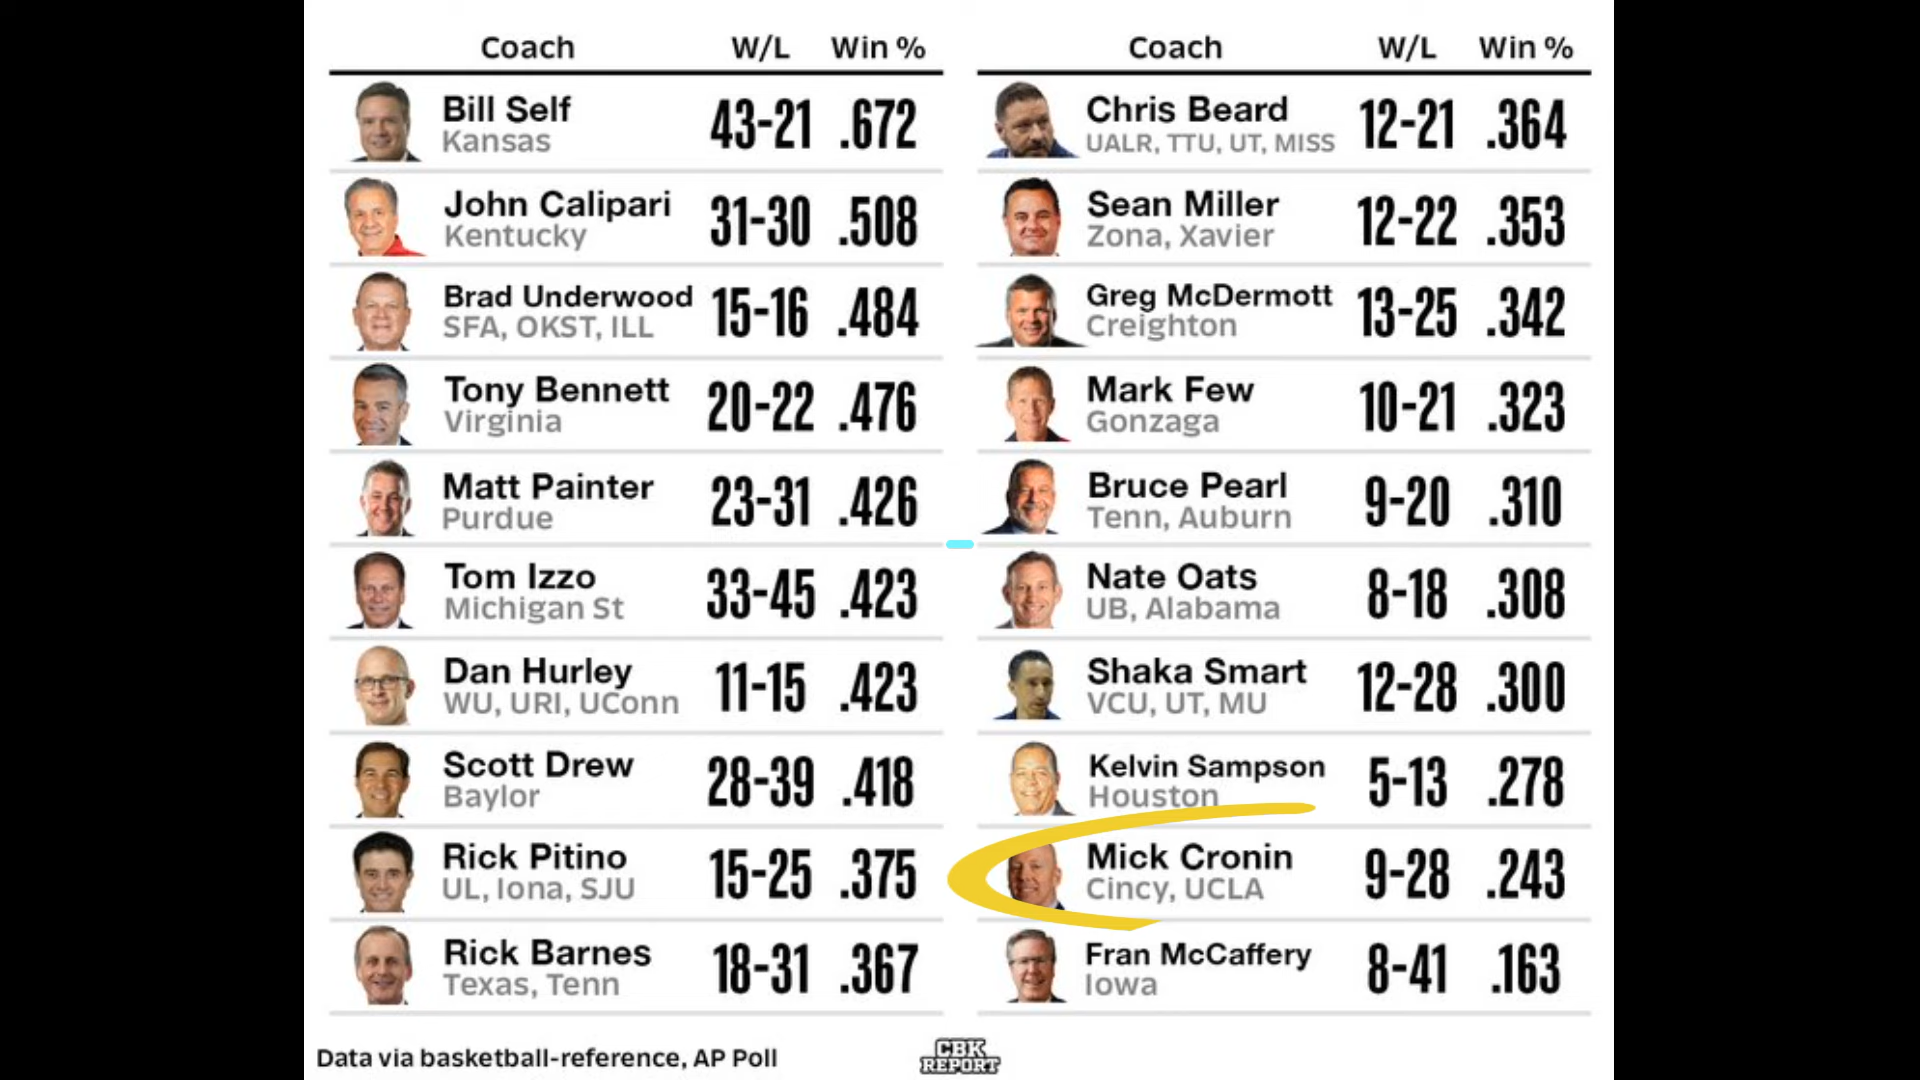 Coach W/L Win %
Bill Self 43-21 .672
Kansas
John Calipari 31-30 .508
Kentucky
Brad Underwood 15-16 .484
SFA, OKST, ILL
Tony Bennett 20-22 .476
Virginia
Matt Painter 23-31 .426
Purdue
Tom Izzo 33-45 .423
Michigan St
Dan Hurley 11-15 .423
WU, URI, UConn
Scott Drew 28-39 .418
Baylor
Rick Pitino 15-25 .375
UL, Iona, SJU
Rick Barnes 18-31 .367
Texas, Tenn
Coach W/L Win %
Chris Beard 12-21 .364
UALR, TTU, UT, MISS
Sean Miller 12-22 .353
Zona, Xavier
Greg McDermott 13-25 .342
Creighton
Mark Few 10-21 .323
Gonzaga
Bruce Pearl 9-20 .310
Tenn, Auburn
Nate Oats 8-18 .308
UB, Alabama
Shaka Smart 12-28 .300
VCU, UT, MU
Kelvin Sampson 5-13 .278
Houston
Mick Cronin 9-28 .243
Cincy, UCLA
Fran McCaffery 8-41 .163
Iowa
Data via basketball-reference, AP Poll
CBK
REPORT